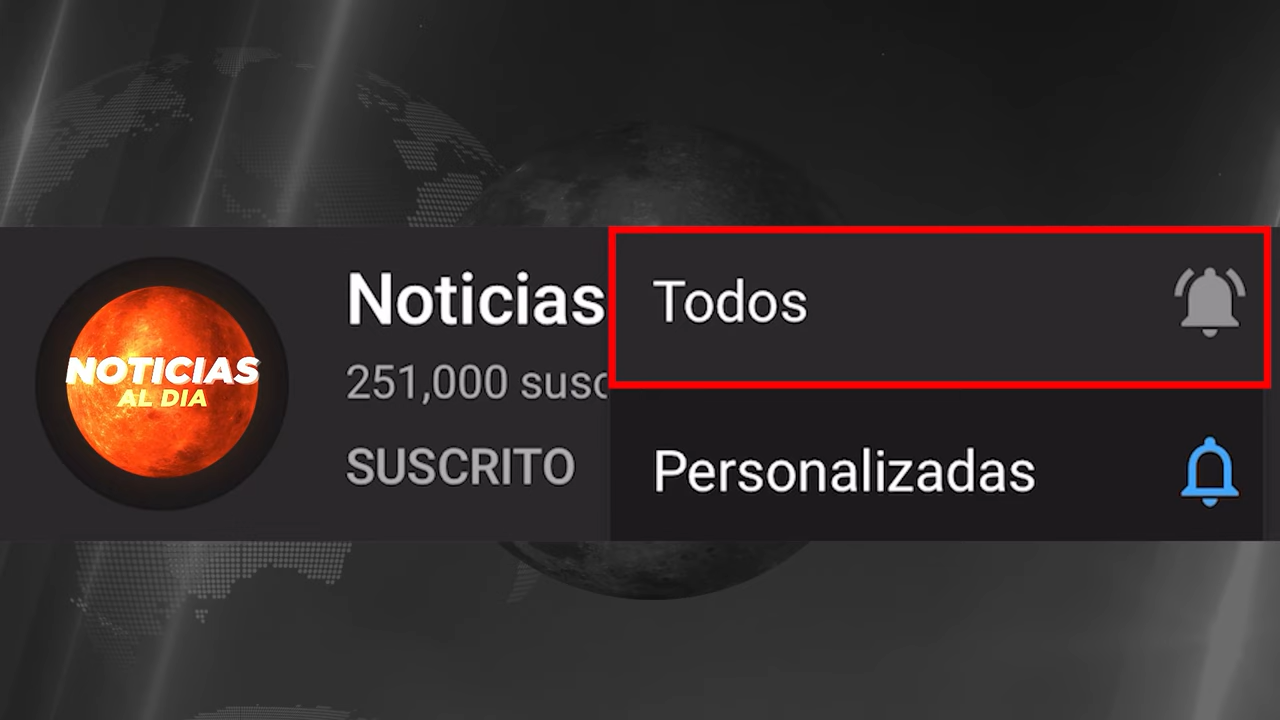 NOTICIAS
AL DIA
Noticias
251,000 susc
SUSCRITO
Todos
Personalizadas